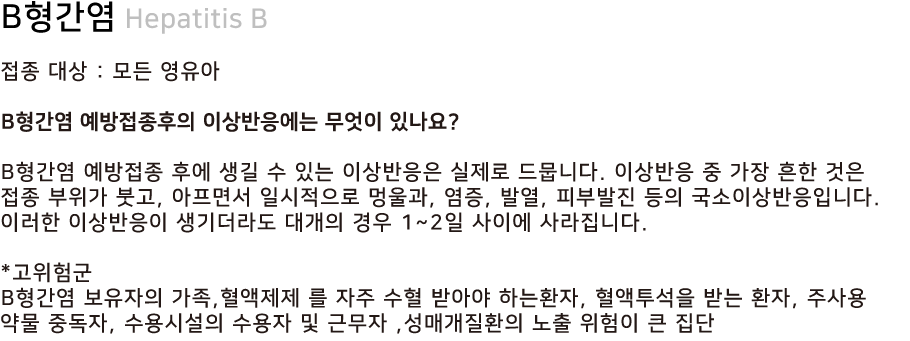 B형간염 Hepatitis B
접종 대상 : 모든 영유아
B형간염 예방접종후의 이상반응에는 무엇이 있나요?
B형간염 예방접종 후에 생길 수 있는 이상반응은 실제로 드뭅니다. 이상반응 중 가장 흔한 것은
접종 부위가 붓고, 아프면서 일시적으로 멍울과, 염증, 발열, 피부발진 등의 국소이상반응입니다.
이러한 이상반응이 생기더라도 대개의 경우 1~2일 사이에 사라집니다.
*고위험군
B형간염 보유자의 가족,혈액제제 를 자주 수혈 받아야 하는환자, 혈액투석을 받는 환자, 주사용
약물 중독자, 수용시설의 수용자 및 근무자 ,성매개질환의 노출 위험이 큰 집단